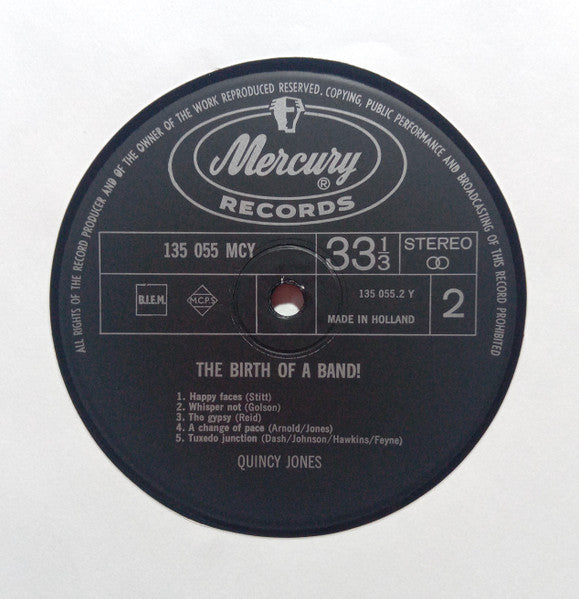 ALL RIGHTS OF THE RECORD PRODUCER AND OF THE OWNER OF THE WORK REPRODUCED RESERVED. COPYING, PUBLIC PERFORMANCE AND BROADCASTING OF THIS RECORD PROHIBITED
Mercury ®
RECORDS
135 055 MCY
33 1/3
STEREO
B.I.E.M.
M.C.P.S
135 055.2 Y
MADE IN HOLLAND
2
THE BIRTH OF A BAND!
1. Happy faces (Stitt)
2. Whisper not (Golson)
3. The gypsy (Reid)
4. A change of pace (Arnold/Jones)
5. Tuxedo junction (Dash/Johnson/Hawkins/Feyne)
QUINCY JONES